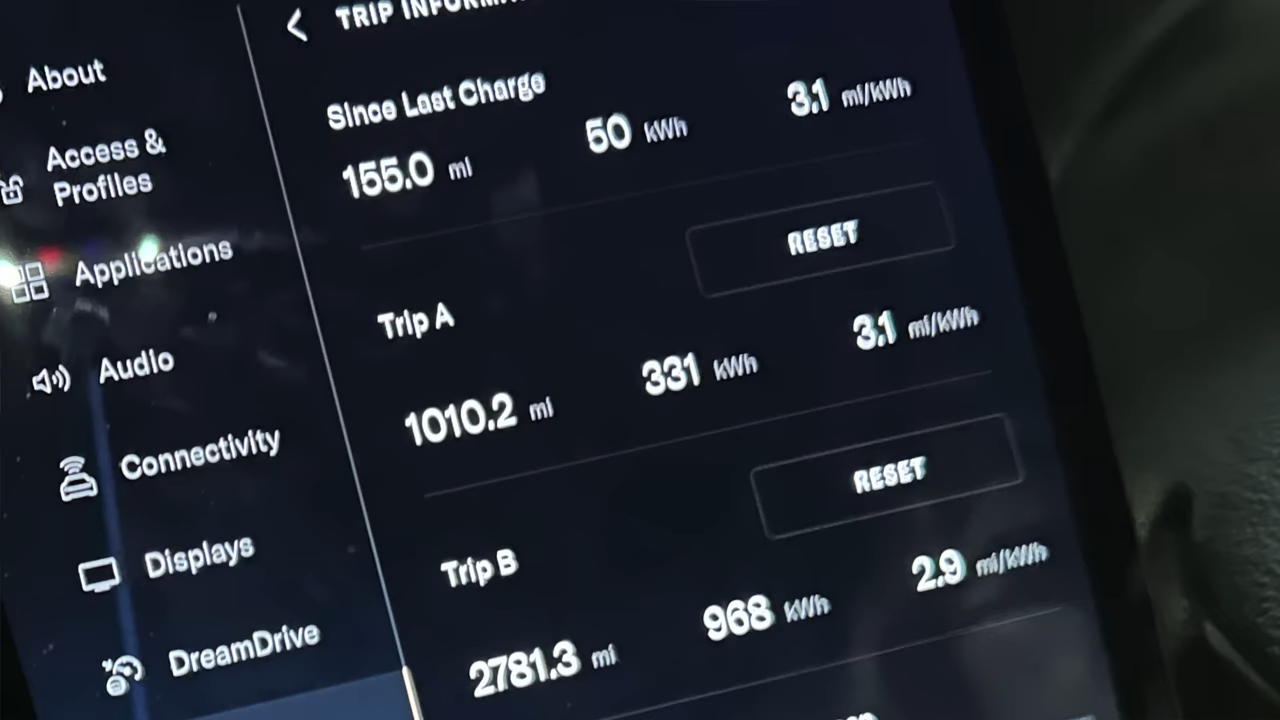 TRIP
About
Since Last Charge
155.0 mi
50 kWh
3.1 mi/kWh
Access &
Profiles
RESET
Applications
Trip A
1010.2 mi
331 kWh
3.1 mi/kWh
Audio
RESET
Connectivity
Trip B
2781.3 mi
968 kWh
2.9 mi/kWh
Displays
DreamDrive